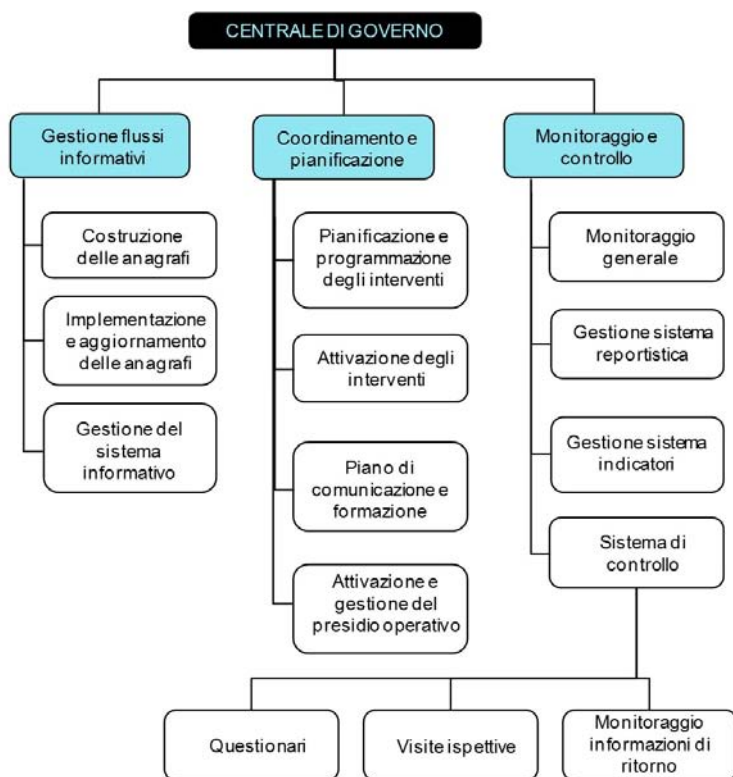 CENTRALE DI GOVERNO
Gestione flussi
informativi
Coordinamento e
pianificazione
Monitoraggio e
controllo
Costruzione
delle anagrafi
Implementazione
e aggiornamento
delle anagrafi
Gestione del
sistema
informativo
Pianificazione e
programmazione
degli interventi
Attivazione degli
interventi
Piano di
comunicazione e
formazione
Attivazione e
gestione del
presidio operativo
Monitoraggio
generale
Gestione sistema
reportistica
Gestione sistema
indicatori
Sistema di
controllo
Questionari
Visite ispettive
Monitoraggio
informazioni di
ritorno